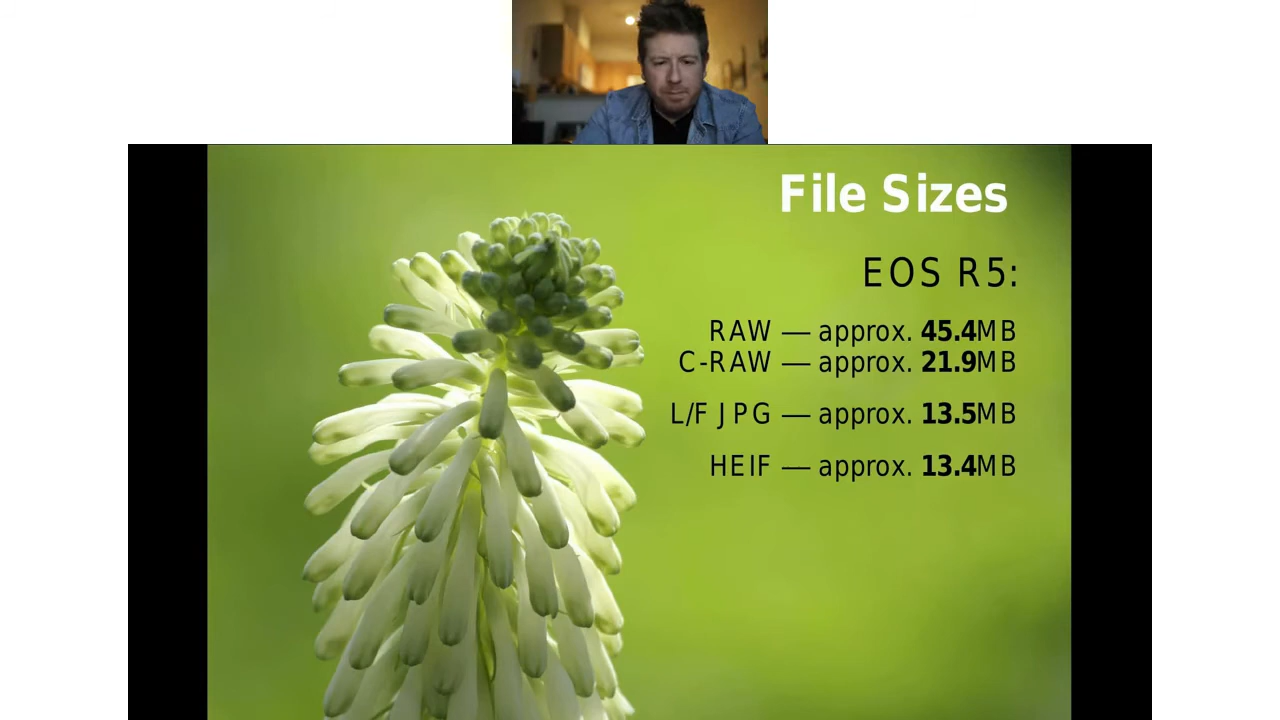 File Sizes
EOS R5:
RAW — approx. 45.4MB
C-RAW — approx. 21.9MB
L/F JPG — approx. 13.5MB
HEIF — approx. 13.4MB